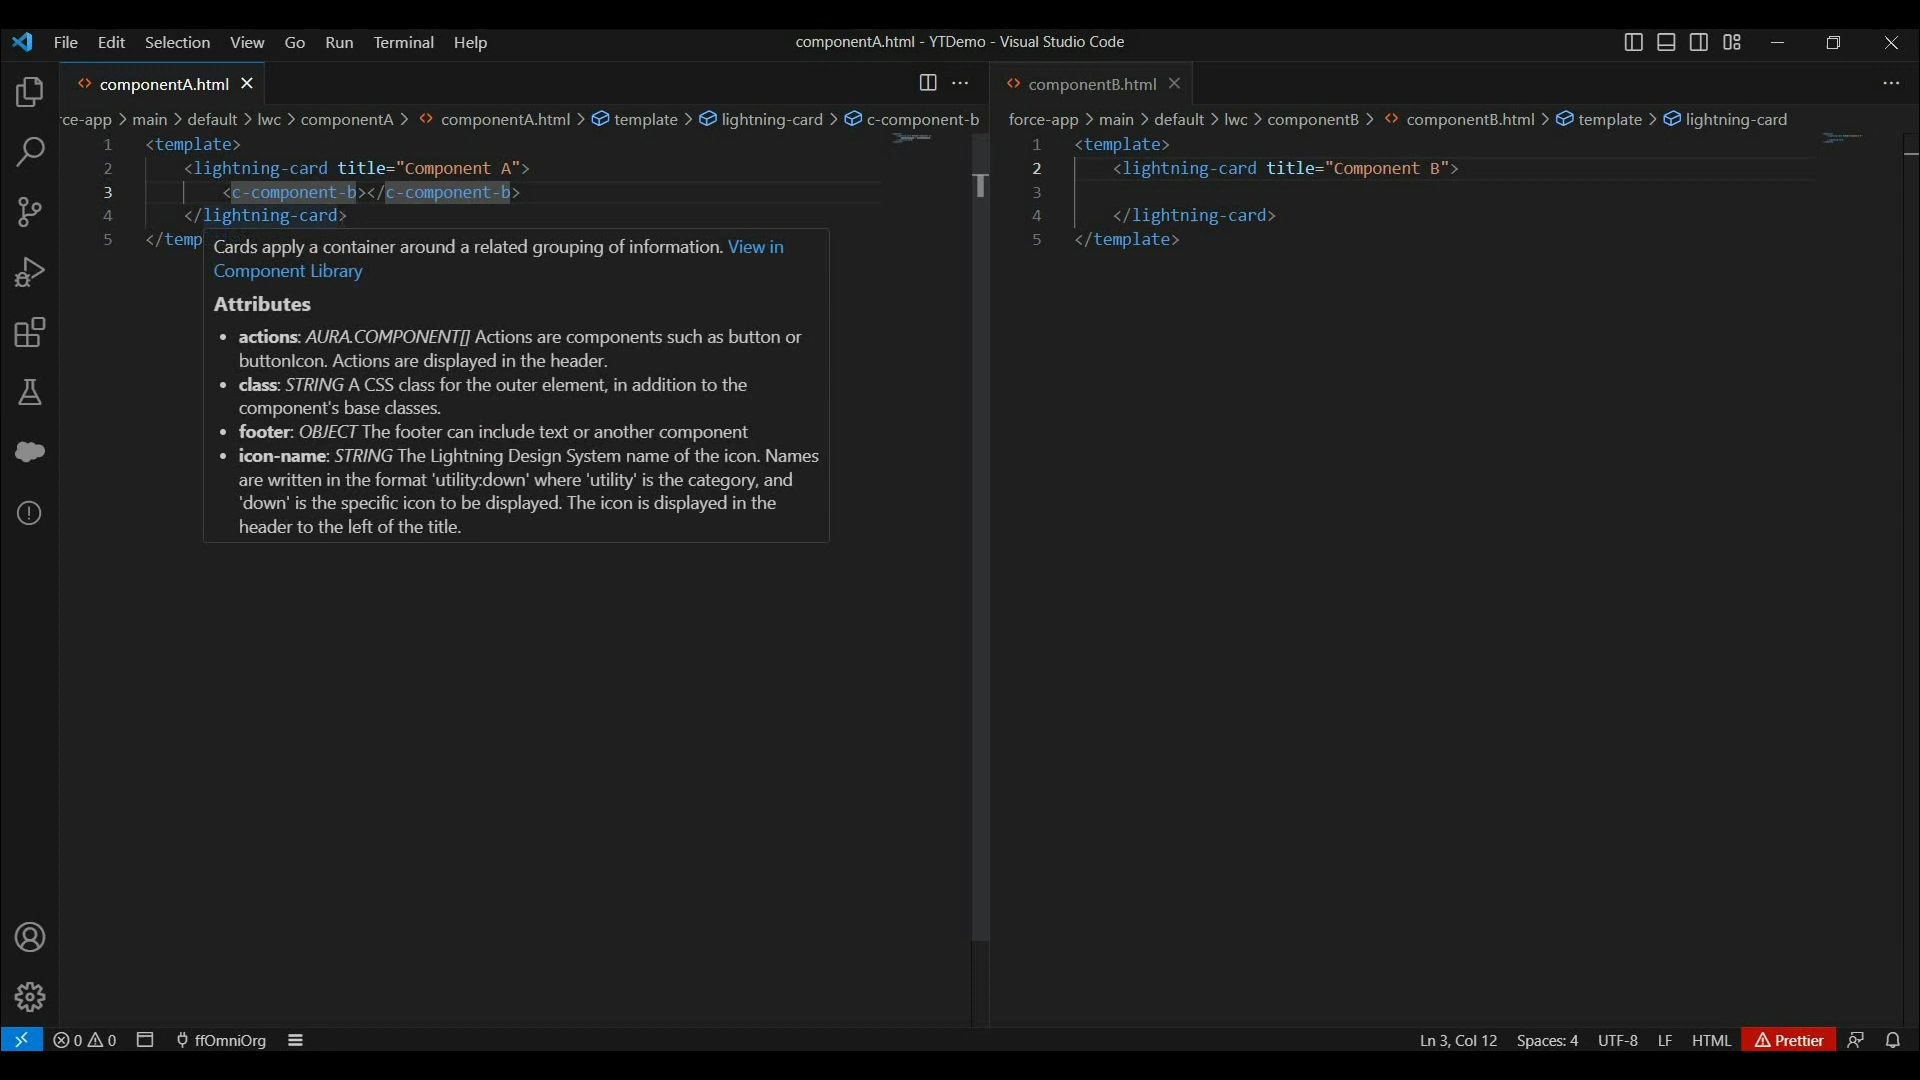 File Edit Selection View Go Run Terminal Help
componentA.html - YTDemo - Visual Studio Code
componentA.html
rce-app > main > default > lwc > componentA > componentA.html > template > lightning-card > c-component-b
1 <template>
2 <lightning-card title="Component A">
3 <c-component-b></c-component-b>
4 </lightning-card>
5 </temp
Cards apply a container around a related grouping of information. View in
Component Library
Attributes
• actions: AURA.COMPONENT[] Actions are components such as button or
buttonIcon. Actions are displayed in the header.
• class: STRING A CSS class for the outer element, in addition to the
component's base classes.
• footer: OBJECT The footer can include text or another component
• icon-name: STRING The Lightning Design System name of the icon. Names
are written in the format 'utility:down' where 'utility' is the category, and
'down' is the specific icon to be displayed. The icon is displayed in the
header to the left of the title.
componentB.html
force-app > main > default > lwc > componentB > componentB.html > template > lightning-card
1 <template>
2 <lightning-card title="Component B">
3
4 </lightning-card>
5 </template>
0 0 ffOmniOrg
Ln 3, Col 12 Spaces: 4 UTF-8 LF HTML Prettier